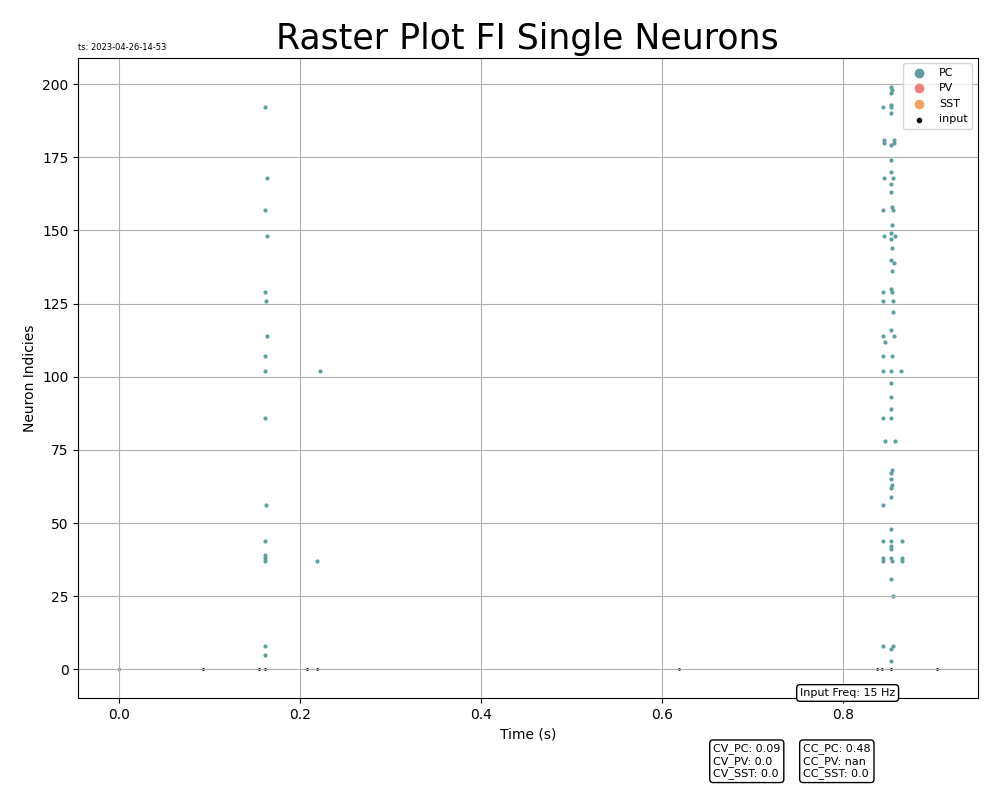 Raster Plot FI Single Neurons
ts: 2023-04-26-14-53
PC
PV
SST
input
200
175
150
125
100
75
50
25
0
Neuron Indicies
0.0 0.2 0.4 0.6 0.8
Time (s)
Input Freq: 15 Hz
CV_PC: 0.09
CV_PV: 0.0
CV_SST: 0.0
CC_PC: 0.48
CC_PV: nan
CC_SST: 0.0